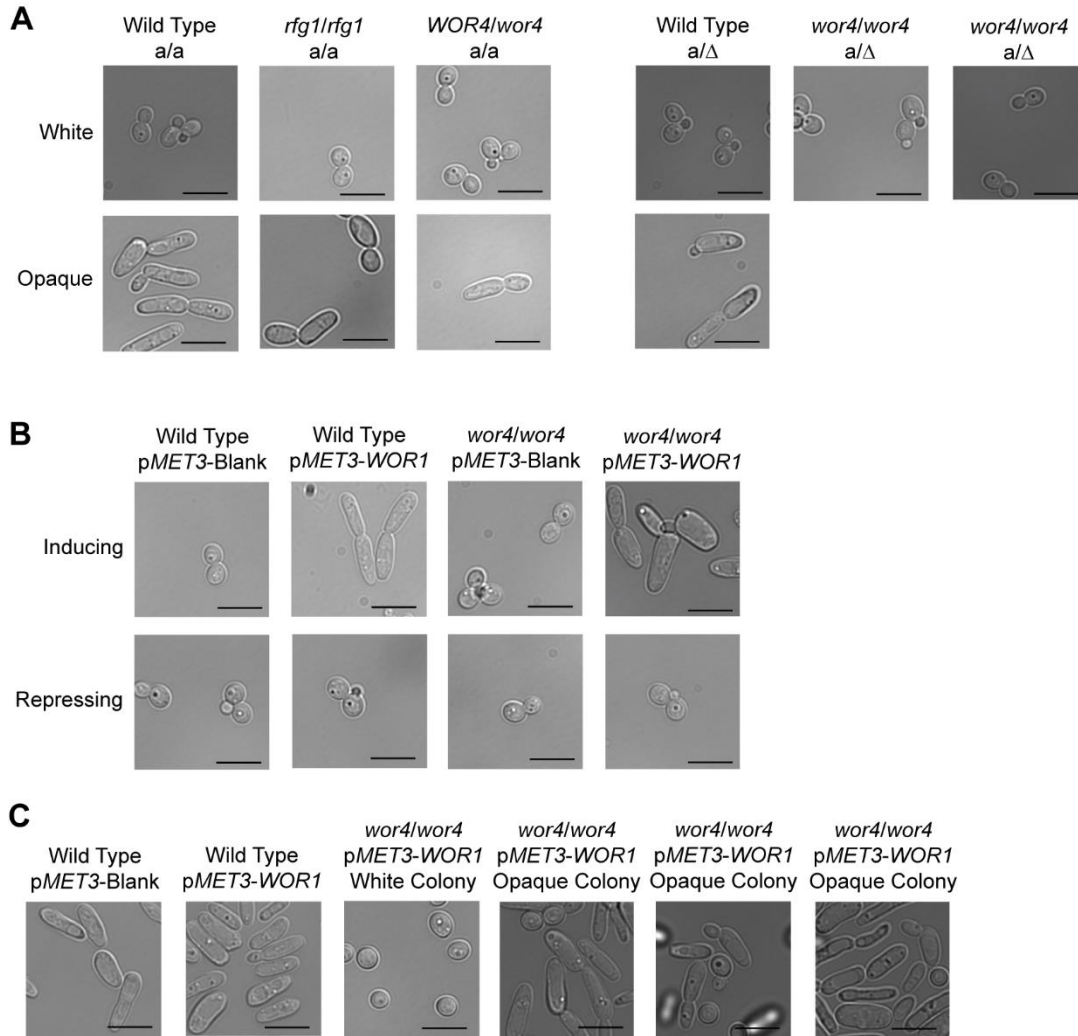 A
Wild Type
a/a
rfg1/rfg1
a/a
WOR4/wor4
a/a
Wild Type
a/Δ
wor4/wor4
a/Δ
wor4/wor4
a/Δ
White
Opaque
B
Wild Type
pMET3-Blank
Wild Type
pMET3-WOR1
wor4/wor4
pMET3-Blank
wor4/wor4
pMET3-WOR1
Inducing
Repressing
C
Wild Type
pMET3-Blank
Wild Type
pMET3-WOR1
wor4/wor4
pMET3-WOR1
White Colony
wor4/wor4
pMET3-WOR1
Opaque Colony
wor4/wor4
pMET3-WOR1
Opaque Colony
wor4/wor4
pMET3-WOR1
Opaque Colony